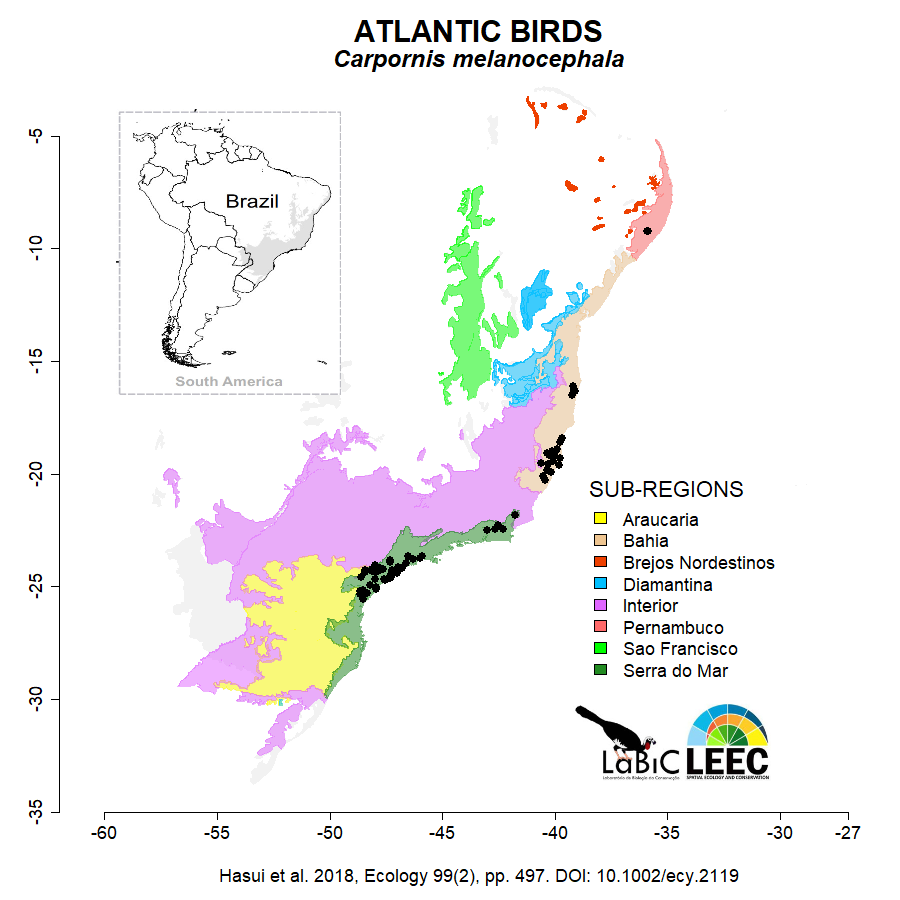 ATLANTIC BIRDS
Carpornis melanocephala
Brazil
South America
-5
-10
-15
-20
-25
-30
-35
-60
-55
-50
-45
-40
-35
-30
-27
SUB-REGIONS
Araucaria
Bahia
Brejos Nordestinos
Diamantina
Interior
Pernambuco
Sao Francisco
Serra do Mar
LaBiC
Laboratório de Biologia da Conservação
LEEC
SPATIAL ECOLOGY AND CONSERVATION
Hasui et al. 2018, Ecology 99(2), pp. 497. DOI: 10.1002/ecy.2119